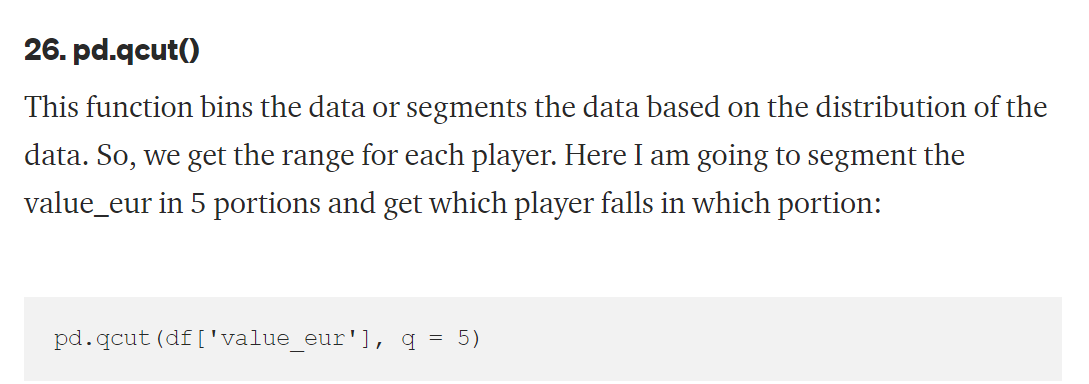 26. pd.qcut()
This function bins the data or segments the data based on the distribution of the
data. So, we get the range for each player. Here I am going to segment the
value_eur in 5 portions and get which player falls in which portion:
pd.qcut(df['value_eur'], q = 5)